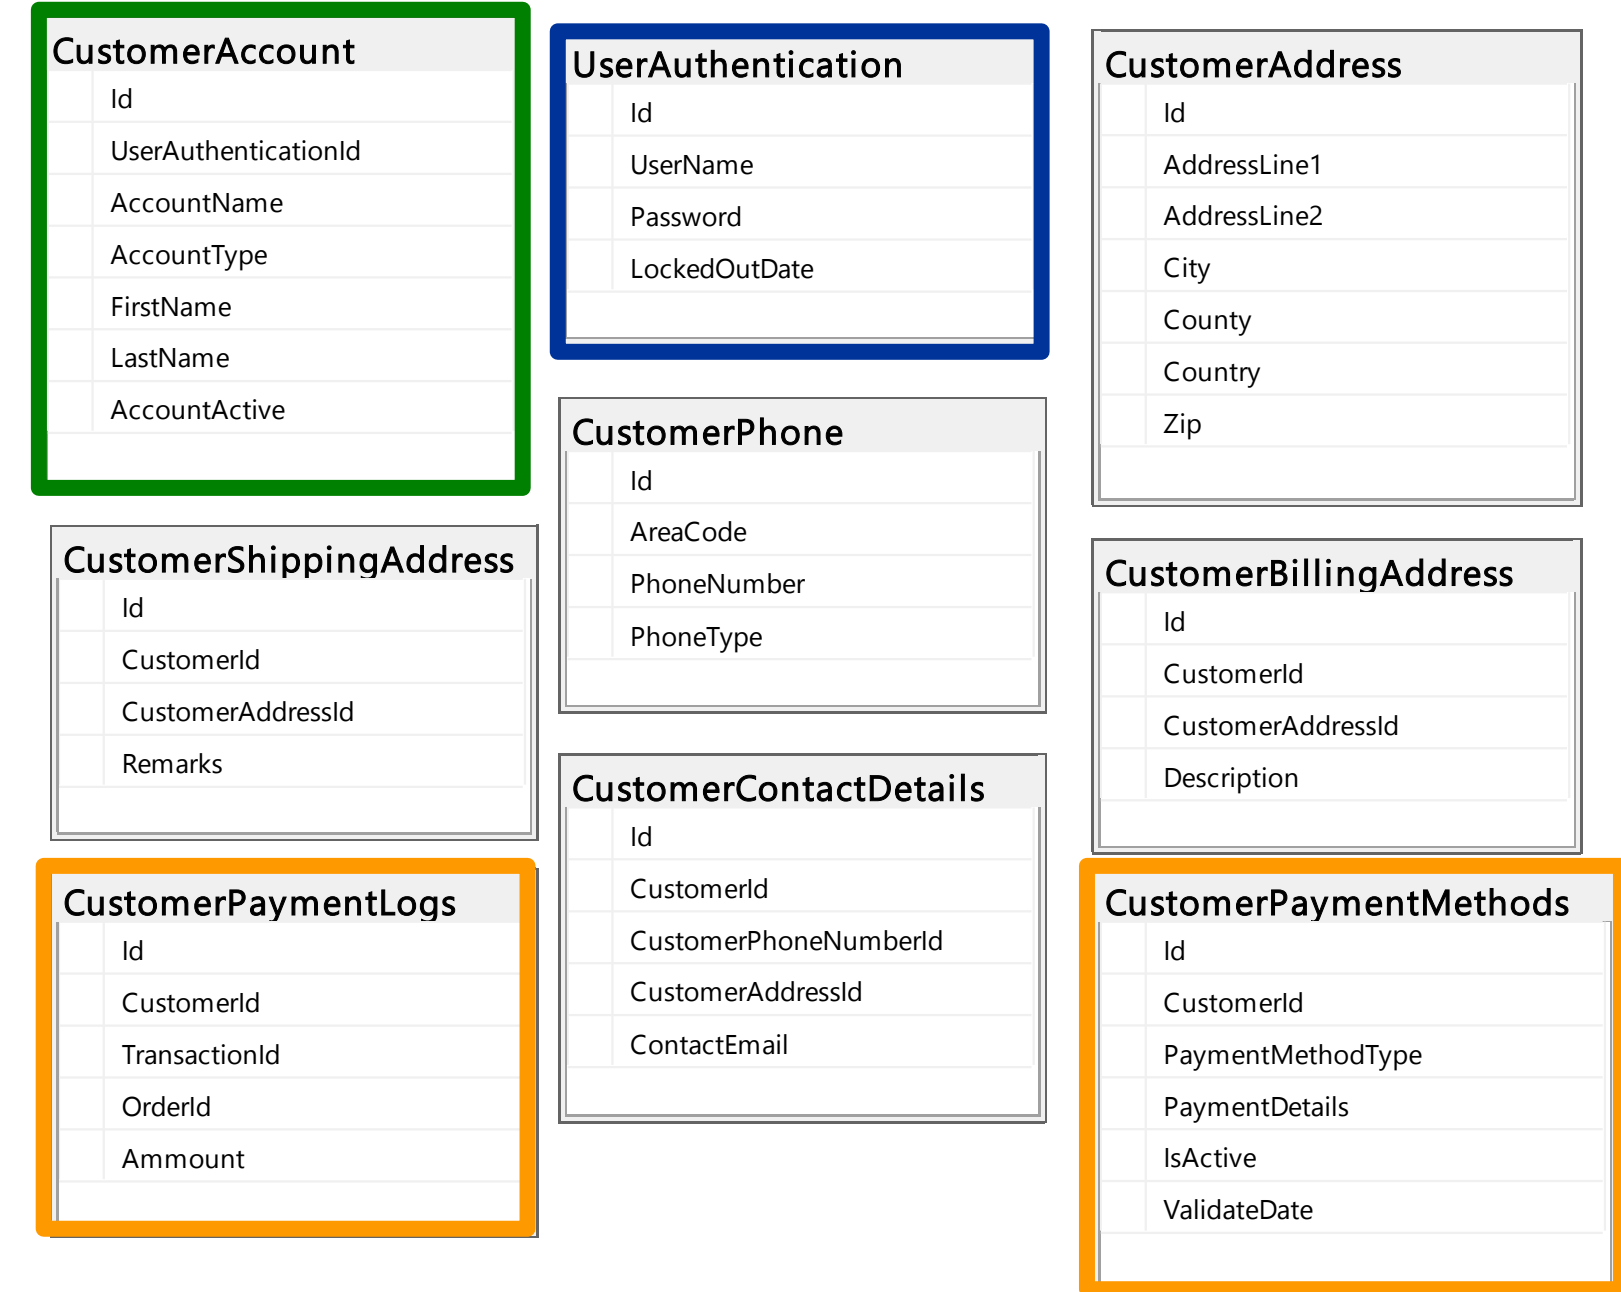 CustomerAccount
Id
UserAuthenticationId
AccountName
AccountType
FirstName
LastName
AccountActive
UserAuthentication
Id
UserName
Password
LockedOutDate
CustomerAddress
Id
AddressLine1
AddressLine2
City
County
Country
Zip
CustomerPhone
Id
AreaCode
PhoneNumber
PhoneType
CustomerShippingAddress
Id
CustomerId
CustomerAddressId
Remarks
CustomerBillingAddress
Id
CustomerId
CustomerAddressId
Description
CustomerContactDetails
Id
CustomerId
CustomerPhoneNumberId
CustomerAddressId
ContactEmail
CustomerPaymentLogs
Id
CustomerId
TransactionId
OrderId
Ammount
CustomerPaymentMethods
Id
CustomerId
PaymentMethodType
PaymentDetails
IsActive
ValidateDate